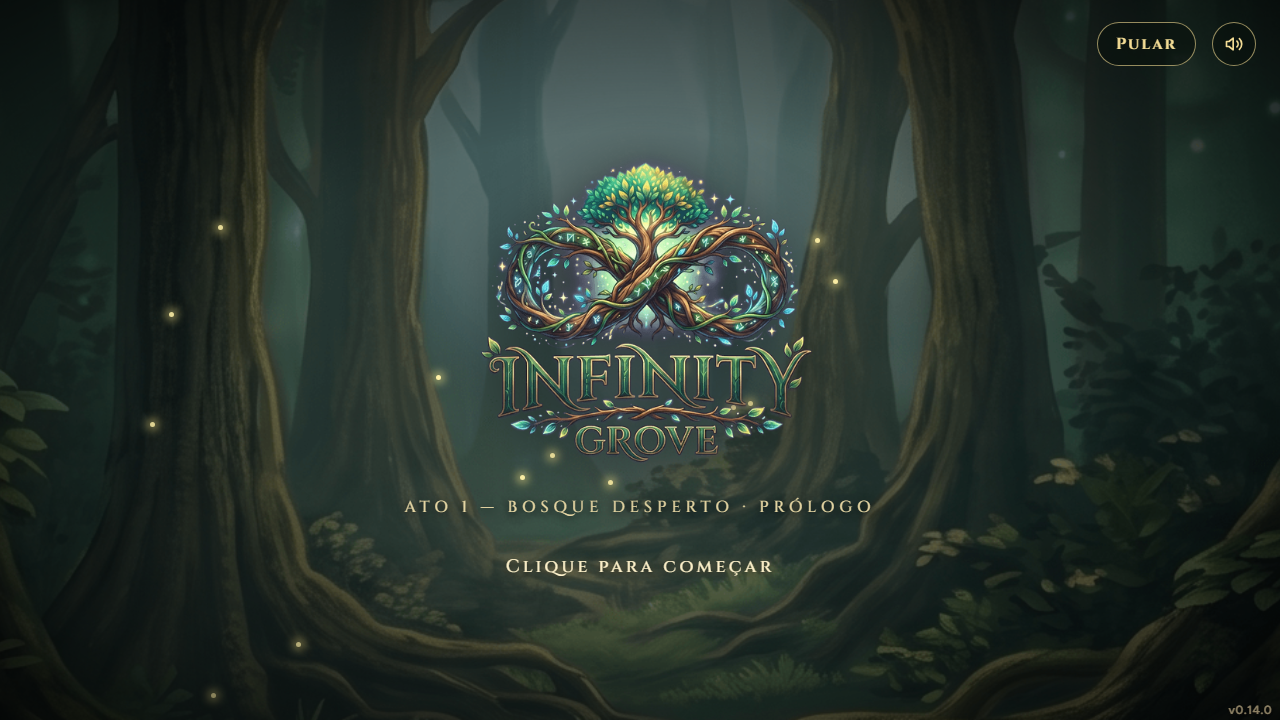 Pular
INFINITY
GROVE
ATO 1 — BOSQUE DESPERTO · PRÓLOGO
Clique para começar
v0.14.0